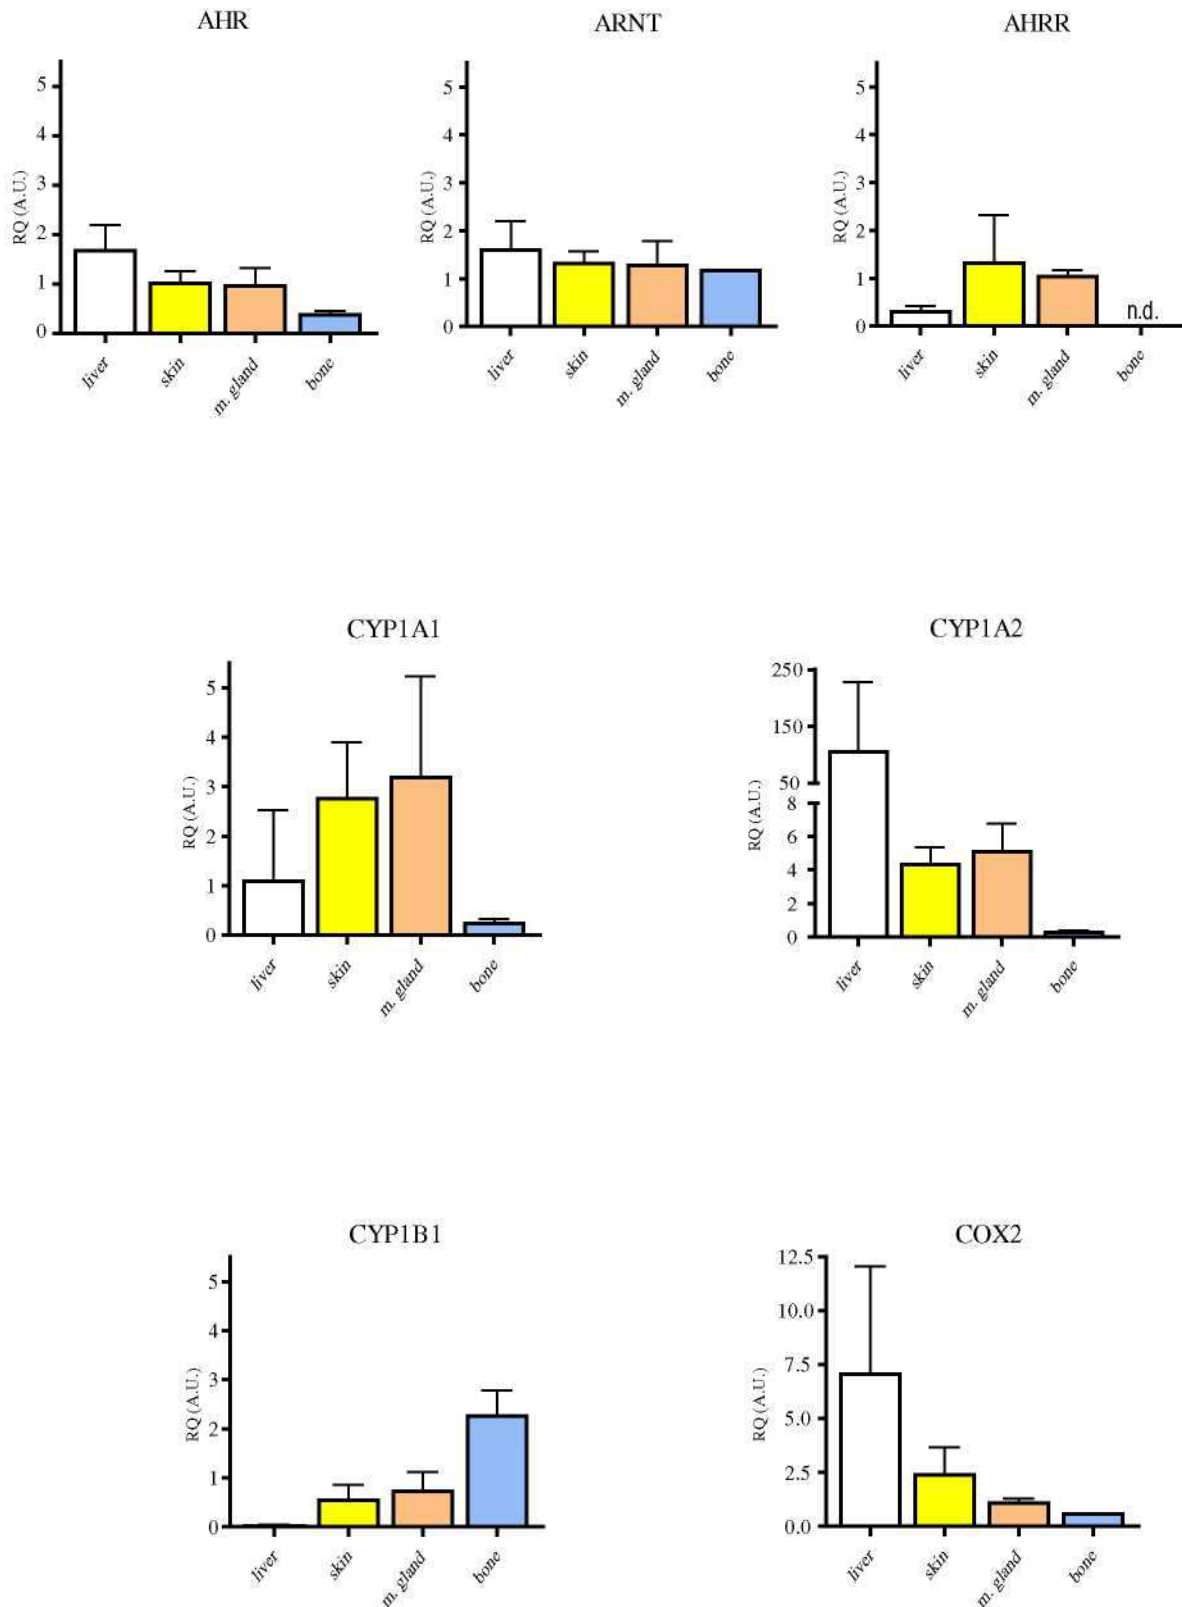 AHR
ARNT
AHRR
RQ (A.U.)
5
4
3
2
1
0
liver
skin
m. gland
bone
RQ (A.U.)
5
4
3
2
1
0
liver
skin
m. gland
bone
RQ (A.U.)
5
4
3
2
1
0
n.d.
liver
skin
m. gland
bone
CYP1A1
CYP1A2
RQ (A.U.)
5
4
3
2
1
0
liver
skin
m. gland
bone
RQ (A.U.)
250
150
50
8
6
4
2
0
liver
skin
m. gland
bone
CYP1B1
COX2
RQ (A.U.)
5
4
3
2
1
0
liver
skin
m. gland
bone
RQ (A.U.)
12.5
10.0
7.5
5.0
2.5
0.0
liver
skin
m. gland
bone